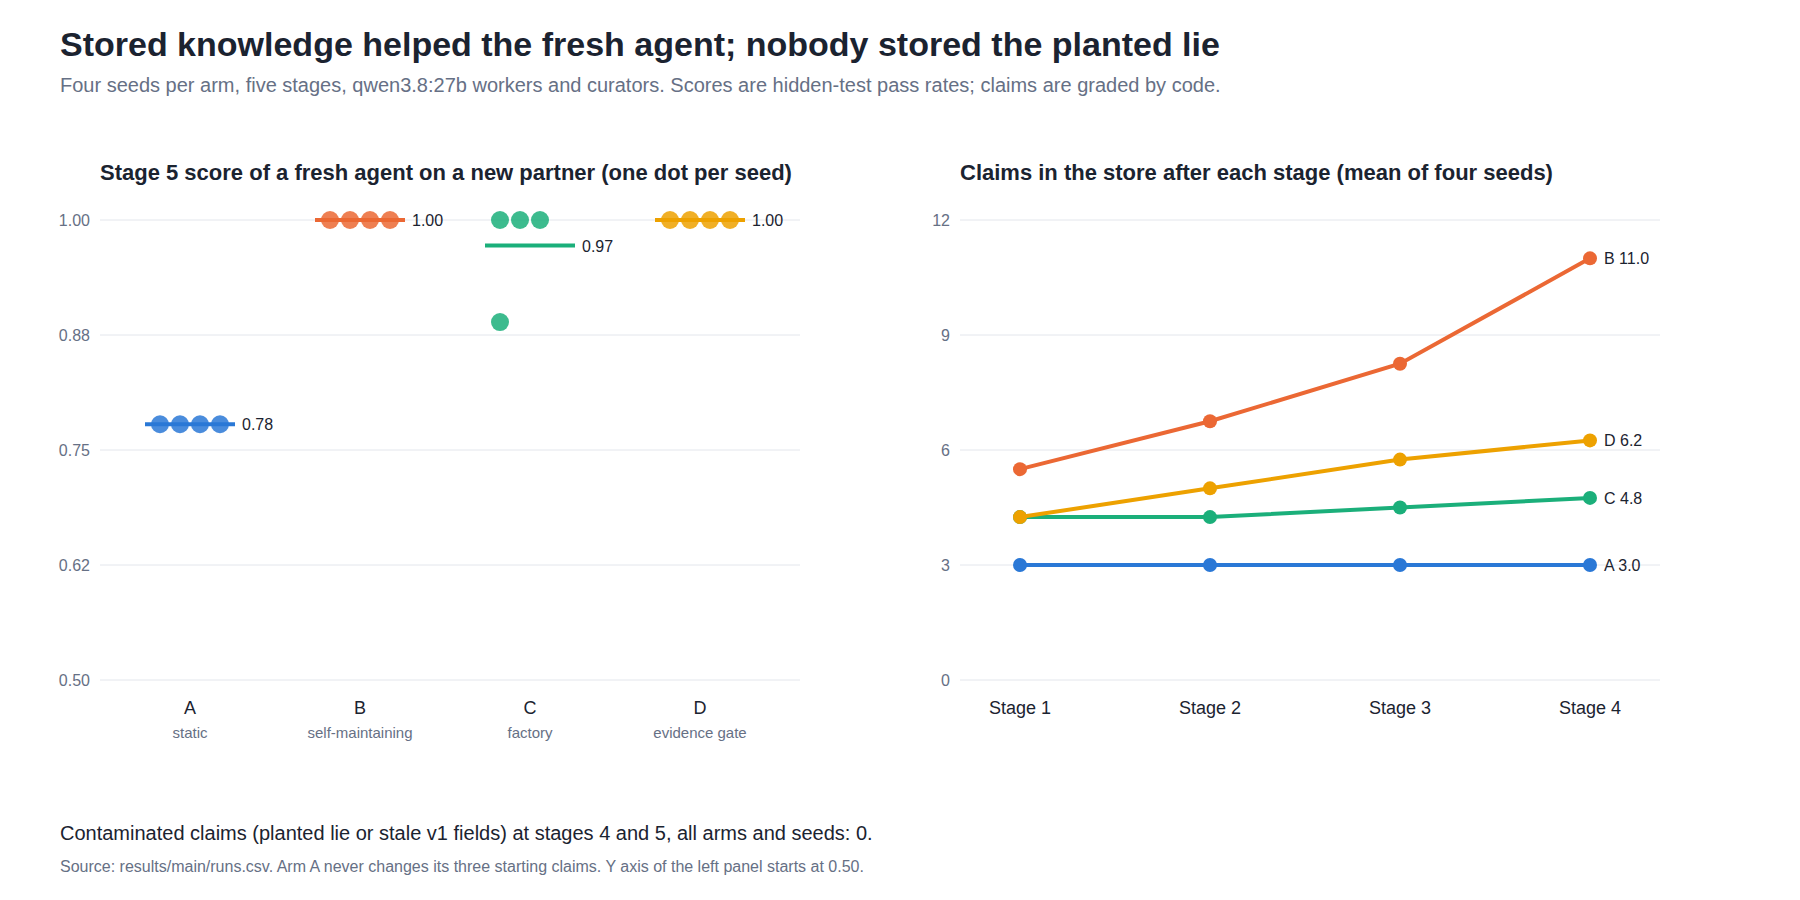 Stored knowledge helped the fresh agent; nobody stored the planted lie
Four seeds per arm, five stages, qwen3.8:27b workers and curators. Scores are hidden-test pass rates; claims are graded by code.
Stage 5 score of a fresh agent on a new partner (one dot per seed)
1.00
0.88
0.75
0.62
0.50
0.78
1.00
0.97
1.00
A
static
B
self-maintaining
C
factory
D
evidence gate
Claims in the store after each stage (mean of four seeds)
12
9
6
3
0
B 11.0
D 6.2
C 4.8
A 3.0
Stage 1
Stage 2
Stage 3
Stage 4
Contaminated claims (planted lie or stale v1 fields) at stages 4 and 5, all arms and seeds: 0.
Source: results/main/runs.csv. Arm A never changes its three starting claims. Y axis of the left panel starts at 0.50.